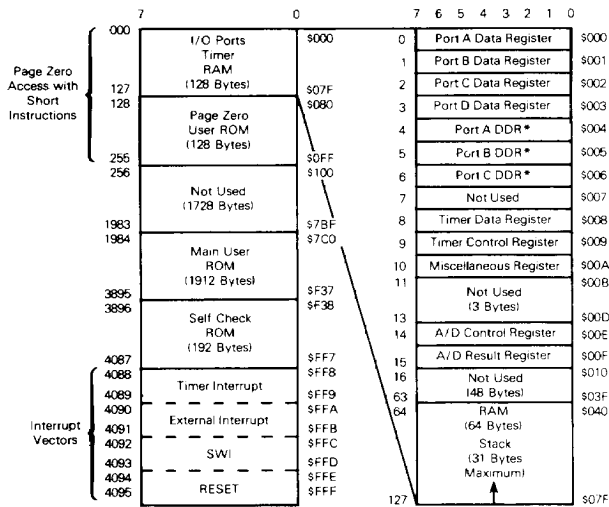 7 0
000 I/O Ports $000
Timer
RAM
127 (128 Bytes) $07F
128 $080
Page Zero
User ROM
(128 Bytes)
255 $0FF
256 $100
Not Used
(1728 Bytes)
1983 $7BF
1984 $7C0
Main User
ROM
(1912 Bytes)
3895 $F37
3896 $F38
Self Check
ROM
(192 Bytes)
4087 $FF7
4088 $FF8
Timer Interrupt
4089 $FF9
4090 $FFA
External Interrupt
4091 $FFB
4092 $FFC
SWI
4093 $FFD
4094 $FFE
RESET
4095 $FFF
Page Zero
Access with
Short
Instructions
Interrupt
Vectors
7 6 5 4 3 2 1 0
0 Port A Data Register $000
1 Port B Data Register $001
2 Port C Data Register $002
3 Port D Data Register $003
4 Port A DDR* $004
5 Port B DDR* $005
6 Port C DDR* $006
7 Not Used $007
8 Timer Data Register $008
9 Timer Control Register $009
10 Miscellaneous Register $00A
11 $00B
Not Used
(3 Bytes)
13 $00D
14 A/D Control Register $00E
15 A/D Result Register $00F
16 $010
Not Used
(48 Bytes)
63 $03F
64 RAM $040
(64 Bytes)
Stack
(31 Bytes
Maximum)
127 $07F